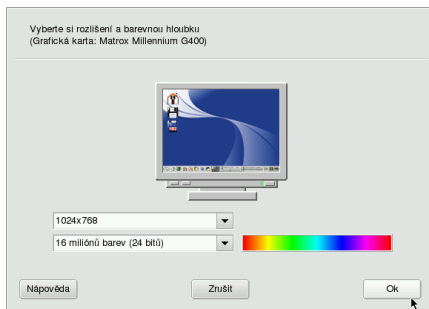 Vyberte si rozlišení a barevnou hloubku
(Grafická karta: Matrox Millennium G400)
1024x768
16 miliónů barev (24 bitů)
Nápověda
Zrušit
Ok